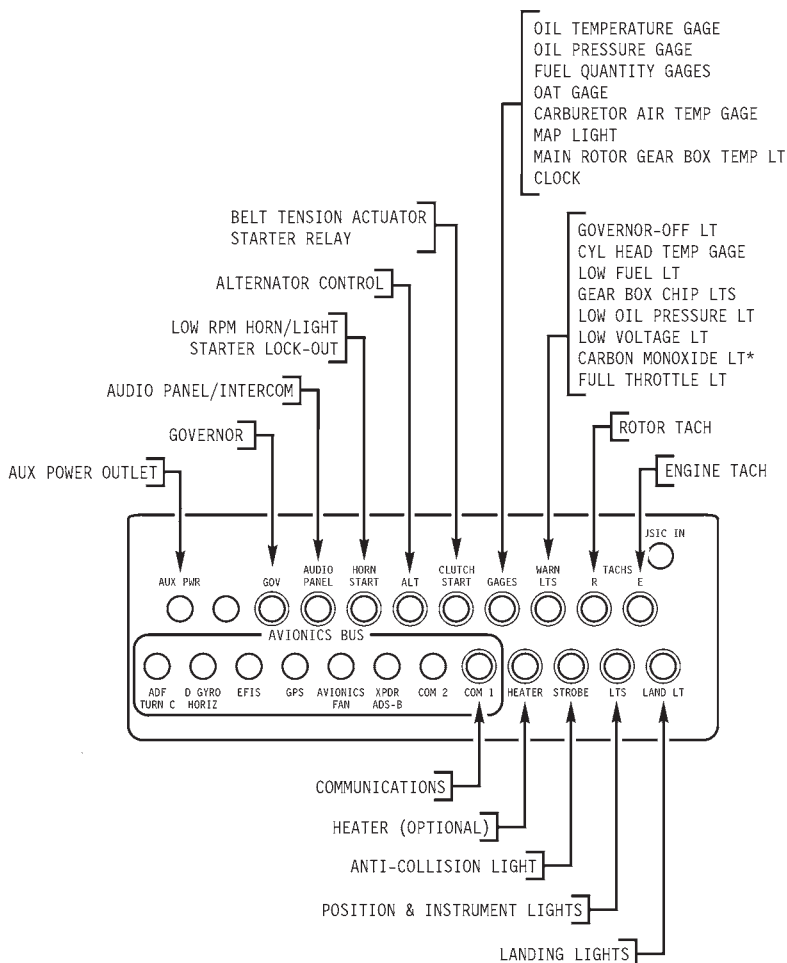 OIL TEMPERATURE GAGE
OIL PRESSURE GAGE
FUEL QUANTITY GAGES
OAT GAGE
CARBURETOR AIR TEMP GAGE
MAP LIGHT
MAIN ROTOR GEAR BOX TEMP LT
CLOCK
BELT TENSION ACTUATOR
STARTER RELAY
GOVERNOR-OFF LT
CYL HEAD TEMP GAGE
LOW FUEL LT
GEAR BOX CHIP LTS
LOW OIL PRESSURE LT
LOW VOLTAGE LT
CARBON MONOXIDE LT*
FULL THROTTLE LT
ALTERNATOR CONTROL
LOW RPM HORN/LIGHT
STARTER LOCK-OUT
AUDIO PANEL/INTERCOM
GOVERNOR
ROTOR TACH
AUX POWER OUTLET
ENGINE TACH
JSIC IN
AUX PWR
GOV
AUDIO
PANEL
HORN
START
ALT
CLUTCH
START
GAGES
WARN
LTS
TACHS
R
E
AVIONICS BUS
ADF
TURN C
D GYRO
HORIZ
EFIS
GPS
AVIONICS
FAN
XPDR
ADS-B
COM 2
COM 1
HEATER
STROBE
LTS
LAND LT
COMMUNICATIONS
HEATER (OPTIONAL)
ANTI-COLLISION LIGHT
POSITION & INSTRUMENT LIGHTS
LANDING LIGHTS